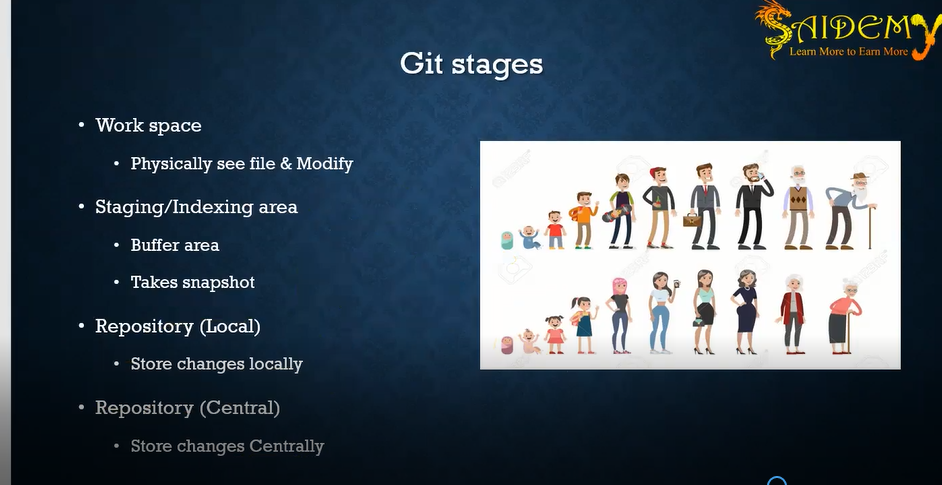 SAIDEMY
Learn More to Earn More
Git stages
• Work space
• Physically see file & Modify
• Staging/Indexing area
• Buffer area
• Takes snapshot
• Repository (Local)
• Store changes locally
• Repository (Central)
• Store changes Centrally